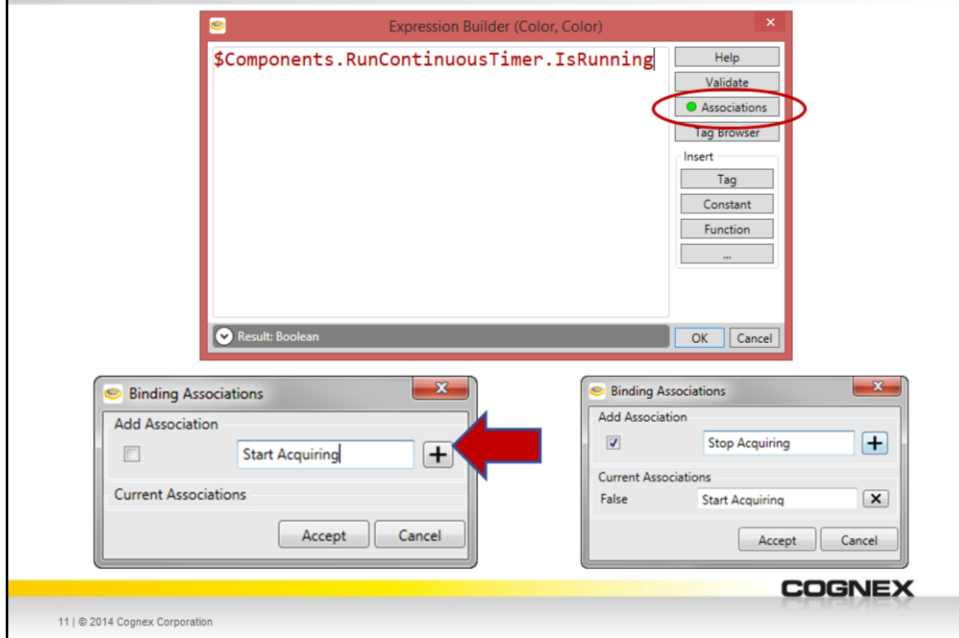 Expression Builder (Color, Color)
$Components.RunContinuousTimer.IsRunning
Help
Validate
Associations
Tag Browser
Insert
Tag
Constant
Function
...
Result: Boolean
OK Cancel
Binding Associations
Add Association
Start Acquiring
Current Associations
Accept Cancel
Binding Associations
Add Association
Stop Acquiring
Current Associations
False Start Acquiring
Accept Cancel
COGNEX
11 | © 2014 Cognex Corporation